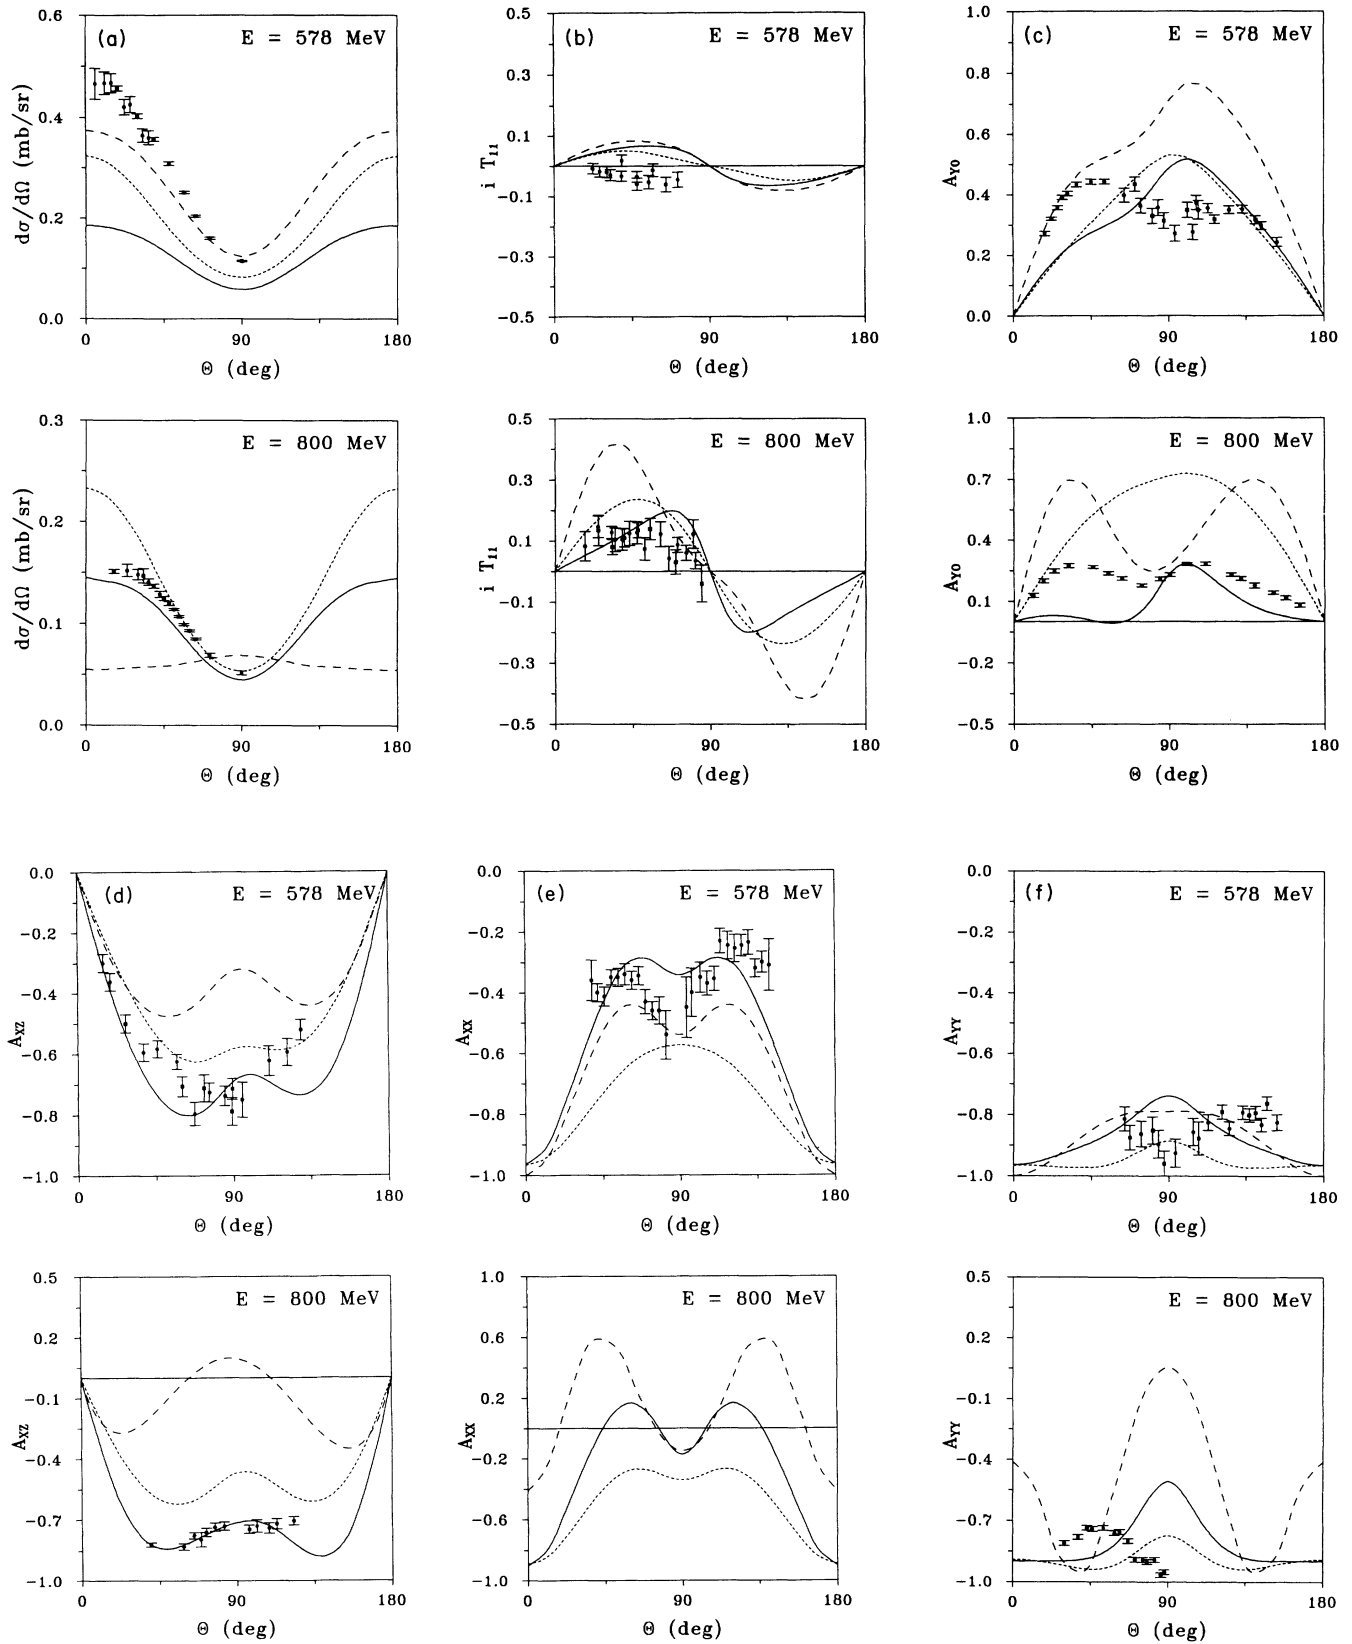 (a) E = 578 MeV
dσ/dΩ (mb/sr)
0.6
0.4
0.2
0.0
0 90 180
Θ (deg)
(b) E = 578 MeV
i T11
0.5
0.3
0.1
-0.1
-0.3
-0.5
0 90 180
Θ (deg)
(c) E = 578 MeV
AY0
1.0
0.8
0.6
0.4
0.2
0.0
0 90 180
Θ (deg)
E = 800 MeV
dσ/dΩ (mb/sr)
0.3
0.2
0.1
0.0
0 90 180
Θ (deg)
E = 800 MeV
i T11
0.5
0.3
0.1
-0.1
-0.3
-0.5
0 90 180
Θ (deg)
E = 800 MeV
AY0
1.0
0.7
0.4
0.1
-0.2
-0.5
0 90 180
Θ (deg)
(d) E = 578 MeV
AXZ
0.0
-0.2
-0.4
-0.6
-0.8
-1.0
0 90 180
Θ (deg)
(e) E = 578 MeV
AXX
0.0
-0.2
-0.4
-0.6
-0.8
-1.0
0 90 180
Θ (deg)
(f) E = 578 MeV
AYY
0.0
-0.2
-0.4
-0.6
-0.8
-1.0
0 90 180
Θ (deg)
E = 800 MeV
AXZ
0.5
0.2
-0.1
-0.4
-0.7
-1.0
0 90 180
Θ (deg)
E = 800 MeV
AXX
1.0
0.6
0.2
-0.2
-0.6
-1.0
0 90 180
Θ (deg)
E = 800 MeV
AYY
0.5
0.2
-0.1
-0.4
-0.7
-1.0
0 90 180
Θ (deg)